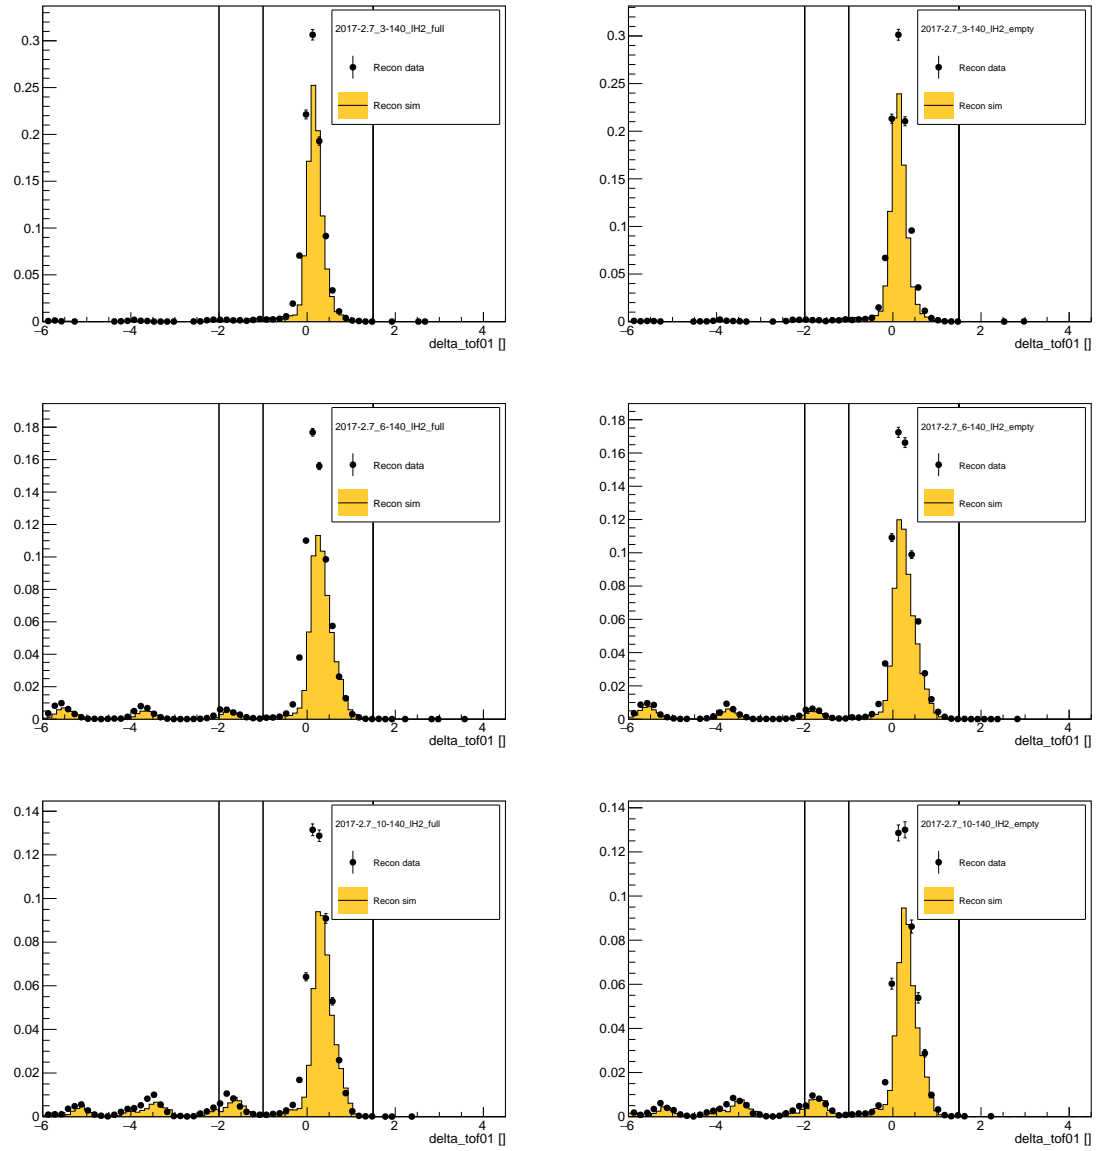 2017-2.7_3-140_lH2_full
Recon data
Recon sim
0.3
0.25
0.2
0.15
0.1
0.05
0
−6 −4 −2 0 2 4
delta_tof01 []
2017-2.7_3-140_lH2_empty
Recon data
Recon sim
0.3
0.25
0.2
0.15
0.1
0.05
0
−6 −4 −2 0 2 4
delta_tof01 []
2017-2.7_6-140_lH2_full
Recon data
Recon sim
0.18
0.16
0.14
0.12
0.1
0.08
0.06
0.04
0.02
0
−6 −4 −2 0 2 4
delta_tof01 []
2017-2.7_6-140_lH2_empty
Recon data
Recon sim
0.18
0.16
0.14
0.12
0.1
0.08
0.06
0.04
0.02
0
−6 −4 −2 0 2 4
delta_tof01 []
2017-2.7_10-140_lH2_full
Recon data
Recon sim
0.14
0.12
0.1
0.08
0.06
0.04
0.02
0
−6 −4 −2 0 2 4
delta_tof01 []
2017-2.7_10-140_lH2_empty
Recon data
Recon sim
0.14
0.12
0.1
0.08
0.06
0.04
0.02
0
−6 −4 −2 0 2 4
delta_tof01 []